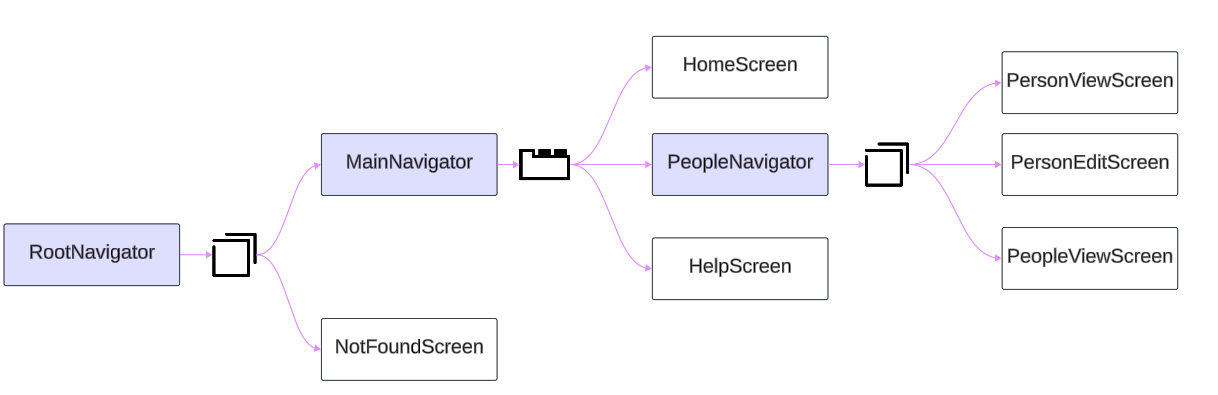 RootNavigator
MainNavigator
NotFoundScreen
HomeScreen
PeopleNavigator
HelpScreen
PersonViewScreen
PersonEditScreen
PeopleViewScreen